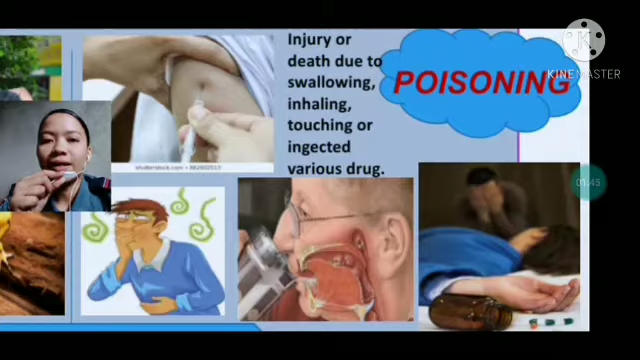 Injury or
death due to
swallowing,
inhaling,
touching or
ingected
various drug.
POISONING
KINEMASTER
01:45